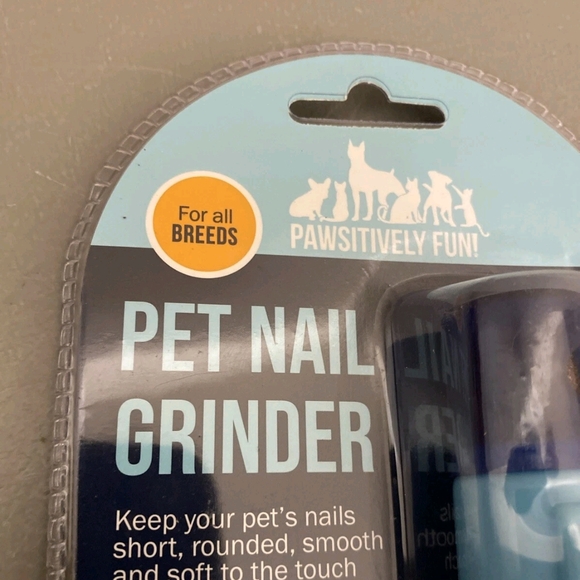 For all
BREEDS
PAWSITIVELY FUN!
PET NAIL
GRINDER
Keep your pet's nails
short, rounded, smooth
and soft to the touch